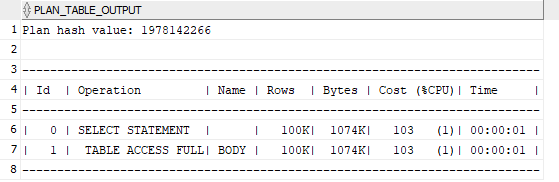 PLAN_TABLE_OUTPUT
1 Plan hash value: 1978142266
2
3 --------------------------------------------------------------------------
4 | Id  | Operation         | Name | Rows  | Bytes | Cost (%CPU)| Time     |
5 --------------------------------------------------------------------------
6 |   0 | SELECT STATEMENT  |      |   100K|  1074K|   103   (1)| 00:00:01 |
7 |   1 |  TABLE ACCESS FULL| BODY |   100K|  1074K|   103   (1)| 00:00:01 |
8 --------------------------------------------------------------------------